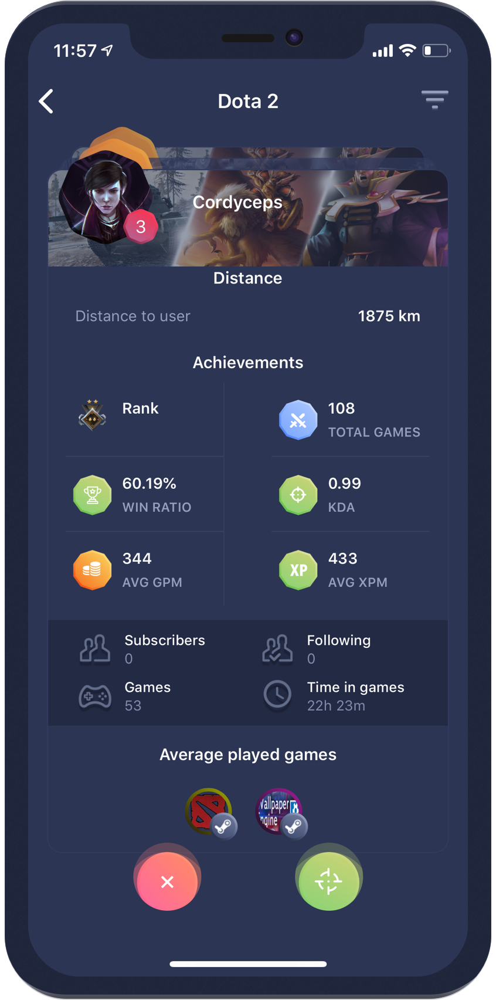 11:57
Dota 2
Cordyceps
3
Distance
Distance to user
1875 km
Achievements
Rank
108
TOTAL GAMES
60.19%
WIN RATIO
0.99
KDA
344
AVG GPM
XP
433
AVG XPM
Subscribers
0
Following
0
Games
53
Time in games
22h 23m
Average played games
Wallpaper
ngine